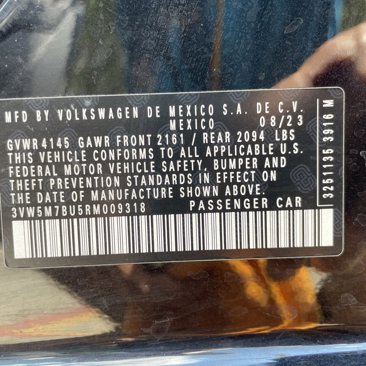 MFD BY VOLKSWAGEN DE MEXICO S.A. DE C.V.
MEXICO 08/23
GVWR 4145 GAWR FRONT 2161 / REAR 2094 LBS
THIS VEHICLE CONFORMS TO ALL APPLICABLE U.S.
FEDERAL MOTOR VEHICLE SAFETY, BUMPER AND
THEFT PREVENTION STANDARDS IN EFFECT ON
THE DATE OF MANUFACTURE SHOWN ABOVE.
3VW5M7BU5RM009318 PASSENGER CAR
32511135 3976 M